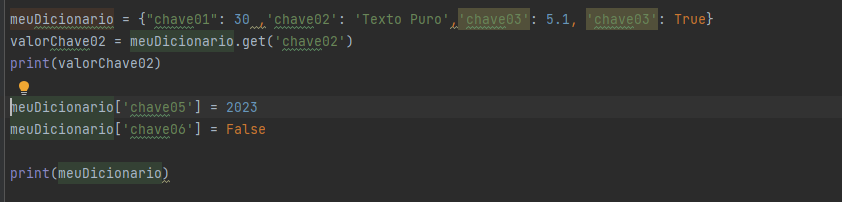 meuDicionario = {"chave01": 30 ,'chave02': 'Texto Puro','chave03': 5.1, 'chave03': True}
valorChave02 = meuDicionario.get('chave02')
print(valorChave02)
meuDicionario['chave05'] = 2023
meuDicionario['chave06'] = False
print(meuDicionario)